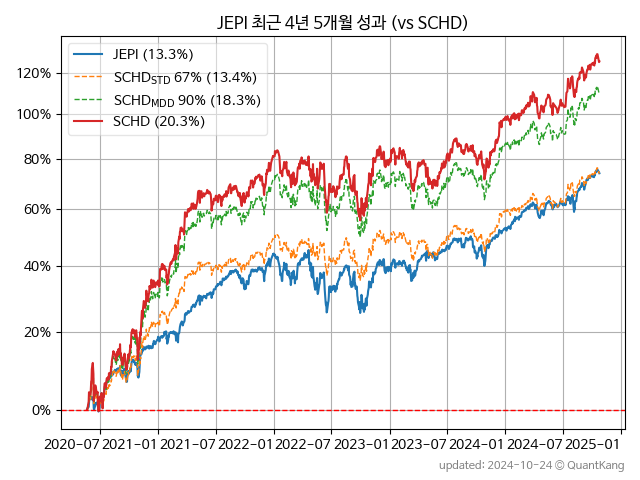 JEPI 최근 4년 5개월 성과 (vs SCHD)
JEPI (13.3%)
SCHDSTD 67% (13.4%)
SCHDMDD 90% (18.3%)
SCHD (20.3%)
120%
100%
80%
60%
40%
20%
0%
2020-07 2021-01 2021-07 2022-01 2022-07 2023-01 2023-07 2024-01 2024-07 2025-01
updated: 2024-10-24 © QuantKang